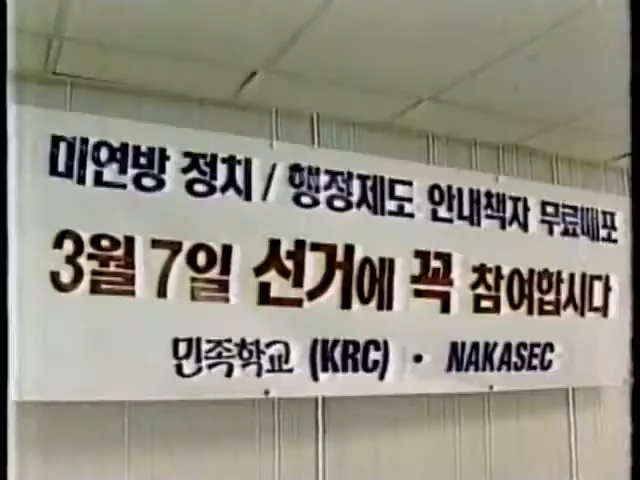 미연방 정치 / 행정제도 안내책자 무료배포
3월 7일 선거에 꼭 참여합시다
민족학교 (KRC) · NAKASEC